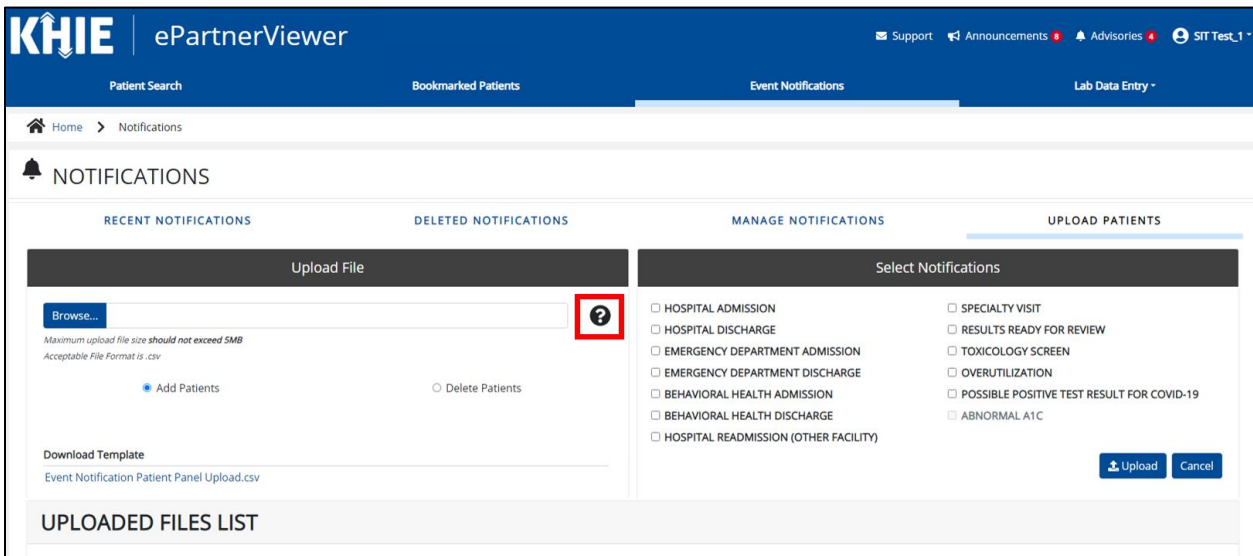 KHIE ePartnerViewer
Support Announcements 8 Advisories 4 SIT Test_1
Patient Search Bookmarked Patients Event Notifications Lab Data Entry
Home > Notifications
NOTIFICATIONS
RECENT NOTIFICATIONS DELETED NOTIFICATIONS MANAGE NOTIFICATIONS UPLOAD PATIENTS
Upload File
Browse...
?
Maximum upload file size should not exceed 5MB
Acceptable File Format is .csv
Add Patients Delete Patients
Download Template
Event Notification Patient Panel Upload.csv
Select Notifications
HOSPITAL ADMISSION
HOSPITAL DISCHARGE
EMERGENCY DEPARTMENT ADMISSION
EMERGENCY DEPARTMENT DISCHARGE
BEHAVIORAL HEALTH ADMISSION
BEHAVIORAL HEALTH DISCHARGE
HOSPITAL READMISSION (OTHER FACILITY)
SPECIALTY VISIT
RESULTS READY FOR REVIEW
TOXICOLOGY SCREEN
OVERUTILIZATION
POSSIBLE POSITIVE TEST RESULT FOR COVID-19
ABNORMAL A1C
Upload Cancel
UPLOADED FILES LIST